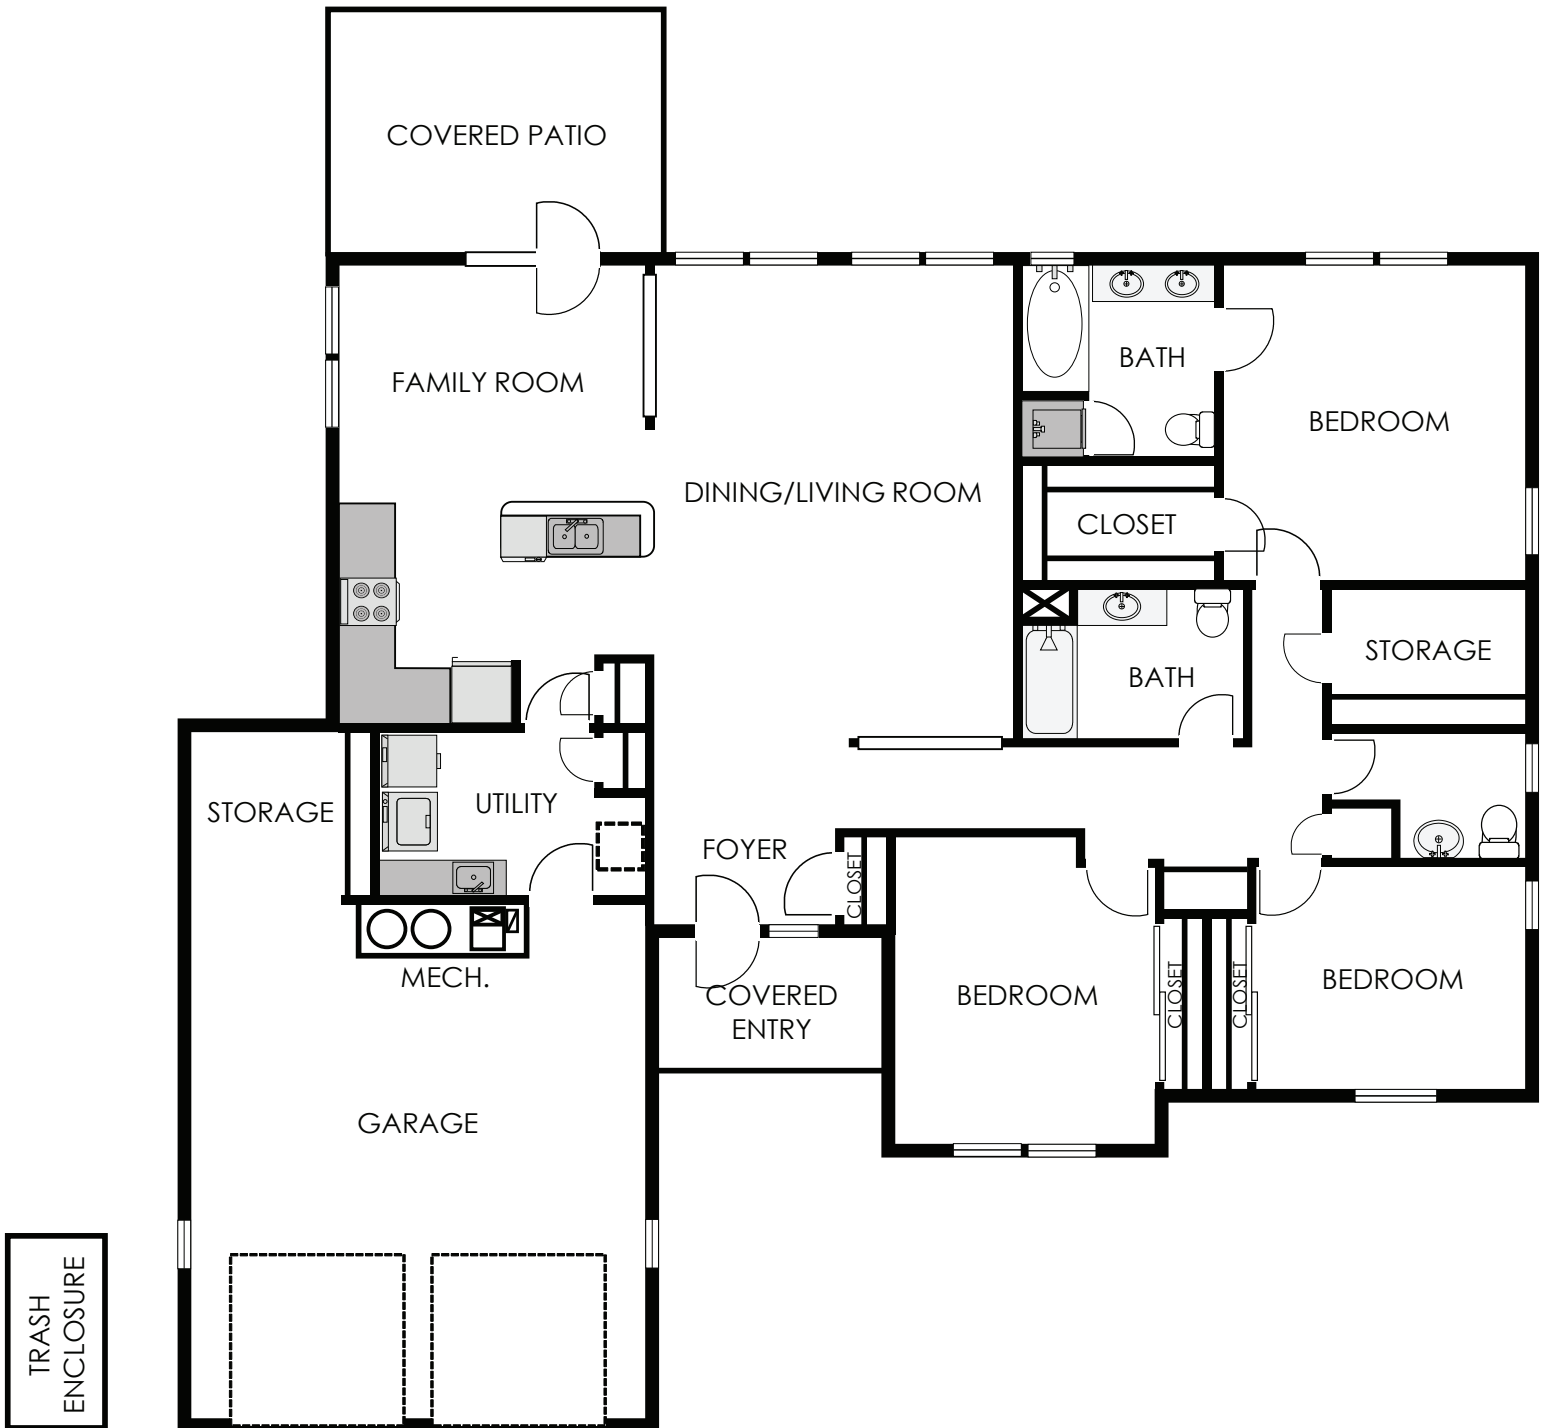 COVERED PATIO
BATH
FAMILY ROOM
BEDROOM
DINING/LIVING ROOM
CLOSET
STORAGE
BATH
STORAGE
UTILITY
FOYER
CLOSET
MECH.
COVERED
ENTRY
BEDROOM
CLOSET
CLOSET
BEDROOM
GARAGE
TRASH
ENCLOSURE